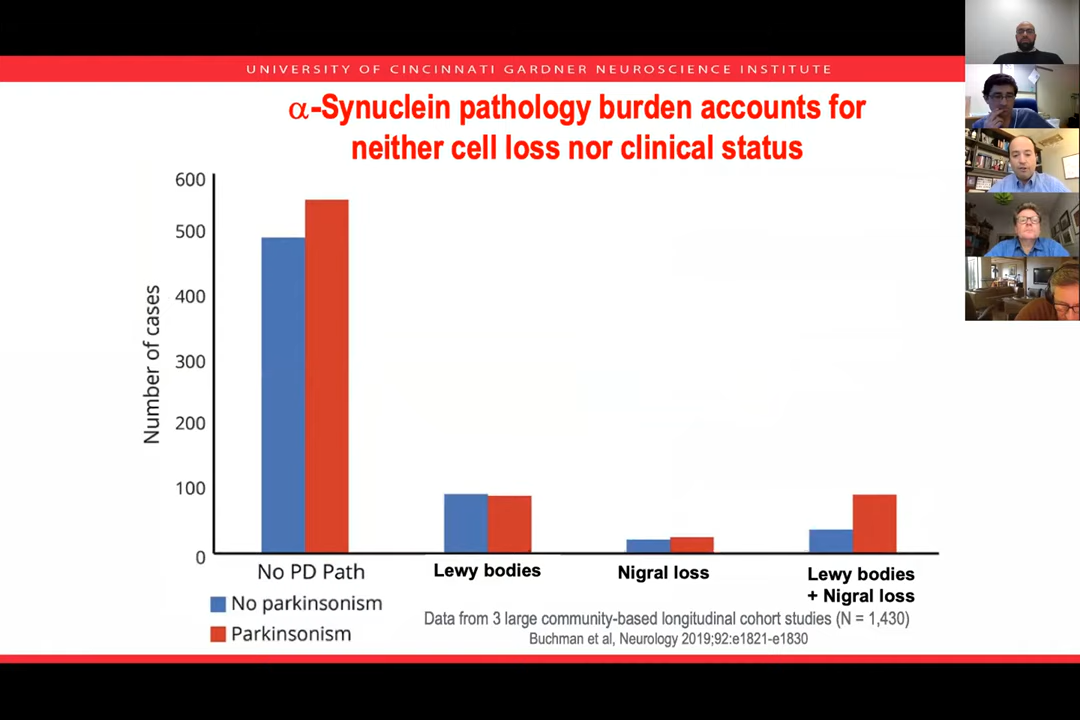 UNIVERSITY OF CINCINNATI GARDNER NEUROSCIENCE INSTITUTE
α-Synuclein pathology burden accounts for
neither cell loss nor clinical status
600
500
400
300
200
100
0
Number of cases
No PD Path
Lewy bodies
Nigral loss
Lewy bodies
+ Nigral loss
No parkinsonism
Parkinsonism
Data from 3 large community-based longitudinal cohort studies (N = 1,430)
Buchman et al, Neurology 2019;92:e1821-e1830